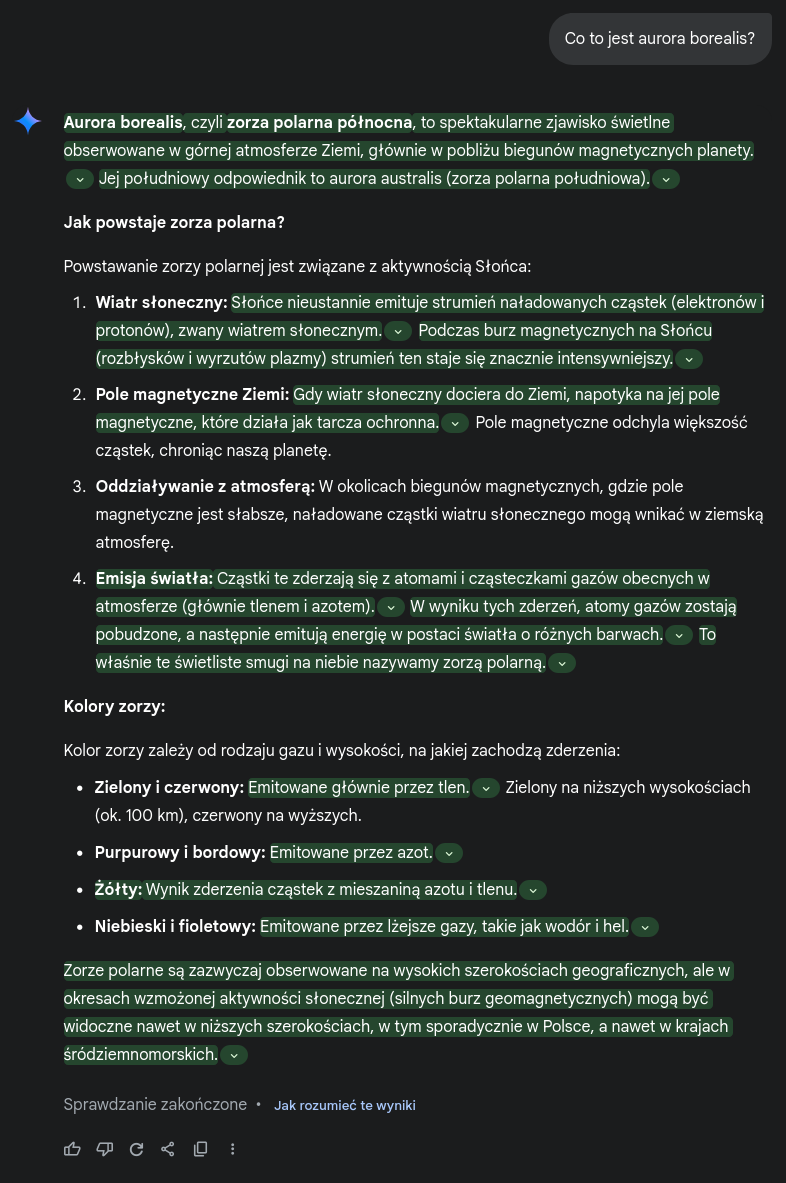 Co to jest aurora borealis?
Aurora borealis, czyli zorza polarna północna, to spektakularne zjawisko świetlne
obserwowane w górnej atmosferze Ziemi, głównie w pobliżu biegunów magnetycznych planety.
Jej południowy odpowiednik to aurora australis (zorza polarna południowa).
Jak powstaje zorza polarna?
Powstawanie zorzy polarnej jest związane z aktywnością Słońca:
1. Wiatr słoneczny: Słońce nieustannie emituje strumień naładowanych cząstek (elektronów i
protonów), zwany wiatrem słonecznym. Podczas burz magnetycznych na Słońcu
(rozbłysków i wyrzutów plazmy) strumień ten staje się znacznie intensywniejszy.
2. Pole magnetyczne Ziemi: Gdy wiatr słoneczny dociera do Ziemi, napotyka na jej pole
magnetyczne, które działa jak tarcza ochronna. Pole magnetyczne odchyla większość
cząstek, chroniąc naszą planetę.
3. Oddziaływanie z atmosferą: W okolicach biegunów magnetycznych, gdzie pole
magnetyczne jest słabsze, naładowane cząstki wiatru słonecznego mogą wnikać w ziemską
atmosferę.
4. Emisja światła: Cząstki te zderzają się z atomami i cząsteczkami gazów obecnych w
atmosferze (głównie tlenem i azotem). W wyniku tych zderzeń, atomy gazów zostają
pobudzone, a następnie emitują energię w postaci światła o różnych barwach. To
właśnie te świetliste smugi na niebie nazywamy zorzą polarną.
Kolory zorzy:
Kolor zorzy zależy od rodzaju gazu i wysokości, na jakiej zachodzą zderzenia:
• Zielony i czerwony: Emitowane głównie przez tlen. Zielony na niższych wysokościach
(ok. 100 km), czerwony na wyższych.
• Purpurowy i bordowy: Emitowane przez azot.
• Żółty: Wynik zderzenia cząstek z mieszaniną azotu i tlenu.
• Niebieski i fioletowy: Emitowane przez lżejsze gazy, takie jak wodór i hel.
Zorze polarne są zazwyczaj obserwowane na wysokich szerokościach geograficznych, ale w
okresach wzmożonej aktywności słonecznej (silnych burz geomagnetycznych) mogą być
widoczne nawet w niższych szerokościach, w tym sporadycznie w Polsce, a nawet w krajach
śródziemnomorskich.
Sprawdzanie zakończone • Jak rozumieć te wyniki